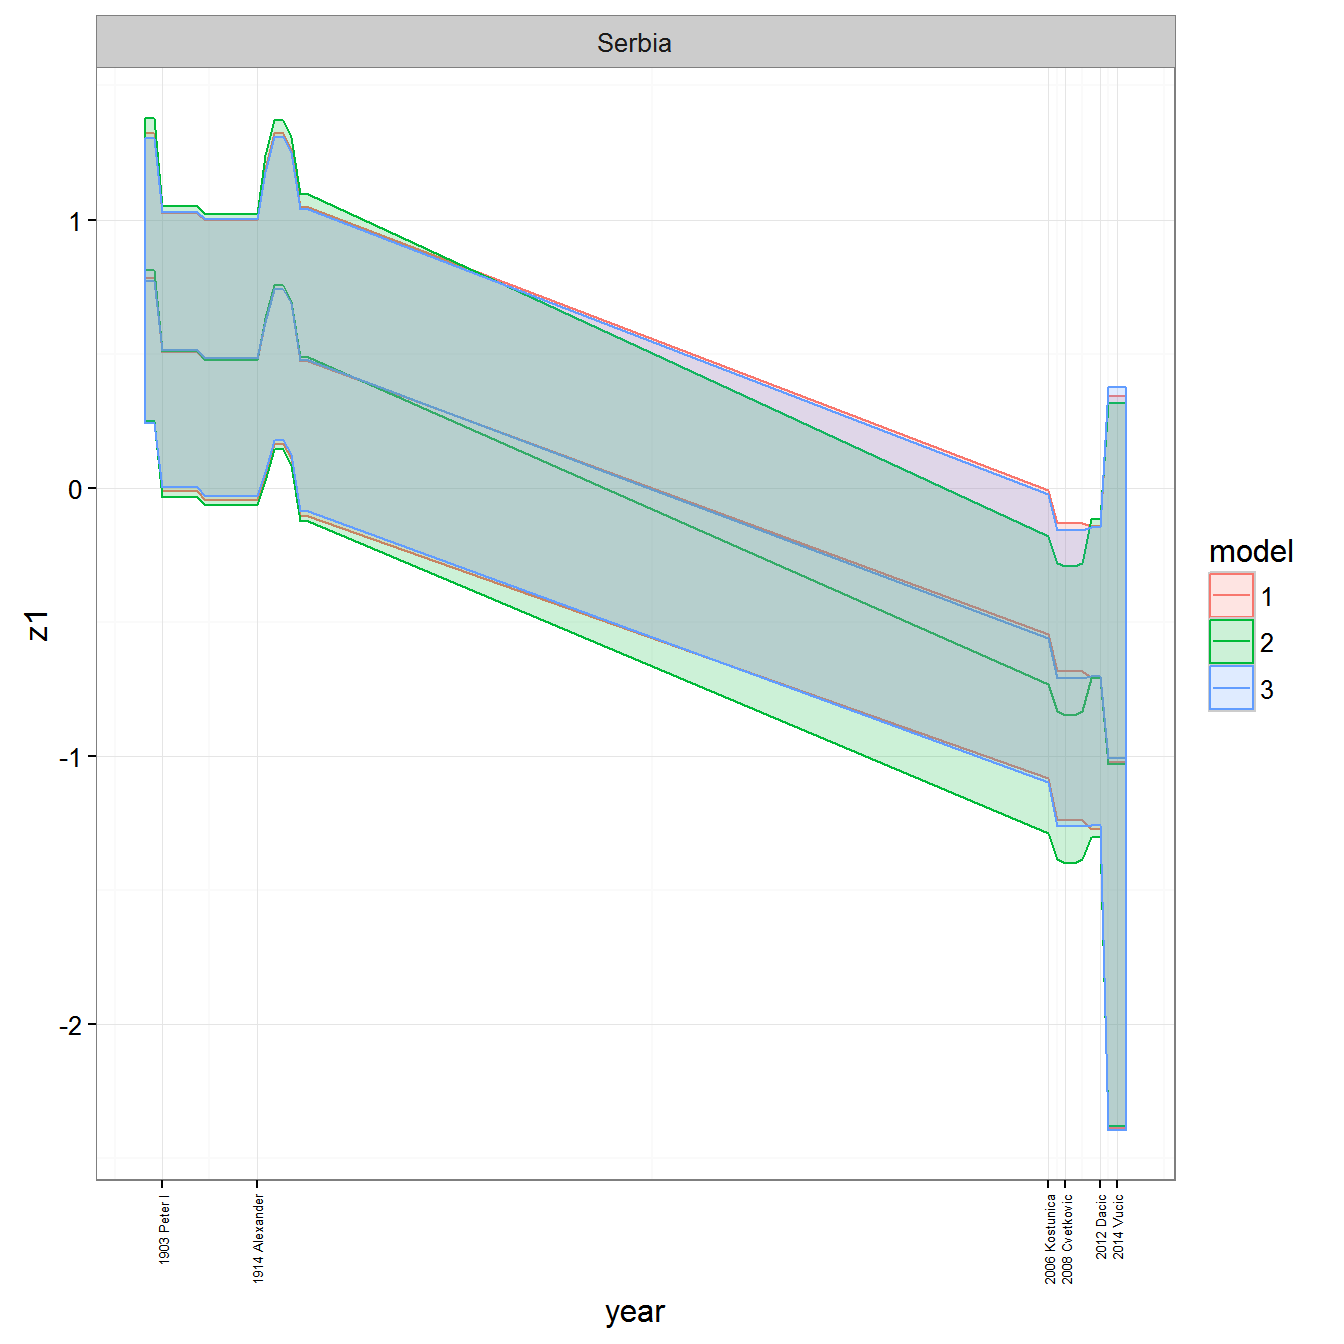 Serbia
1
0
-1
-2
z1
1903 Peter I
1914 Alexander
2006 Kostunica
2008 Cvetkovic
2012 Dacic
2014 Vucic
year
model
1
2
3